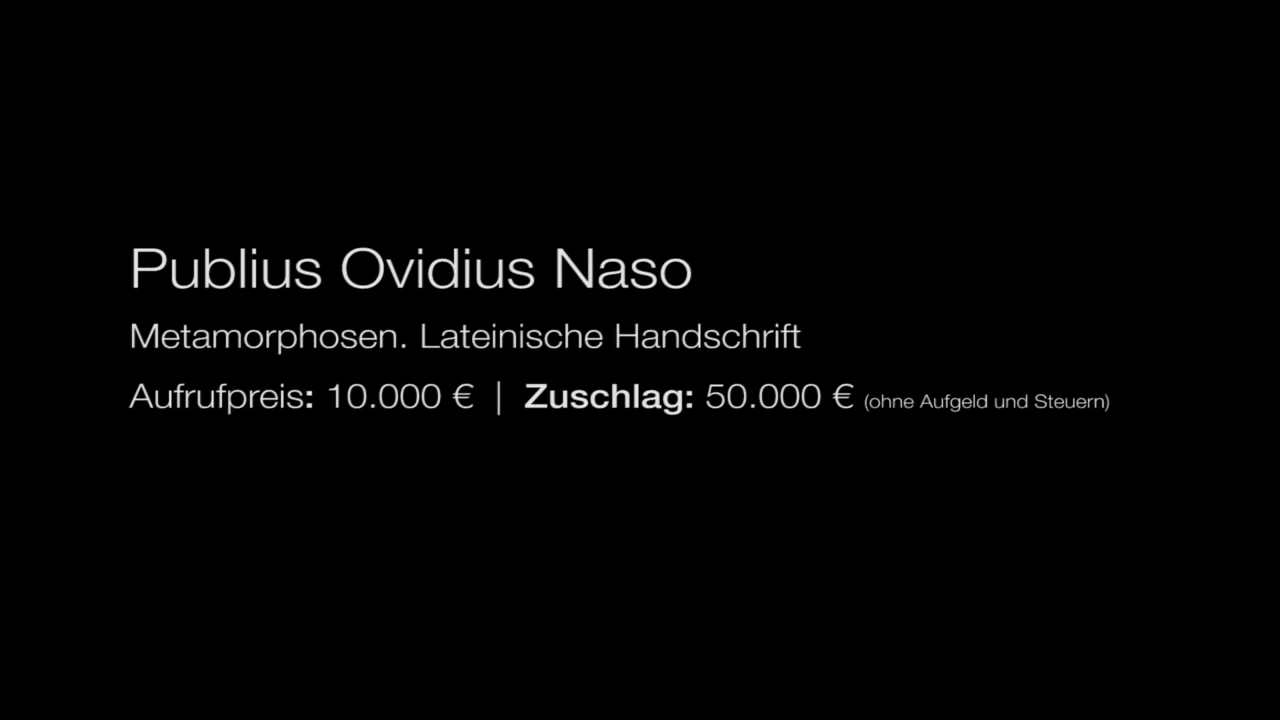 Publius Ovidius Naso
Metamorphosen. Lateinische Handschrift
Aufrufpreis: 10.000 € | Zuschlag: 50.000 € (ohne Aufgeld und Steuern)